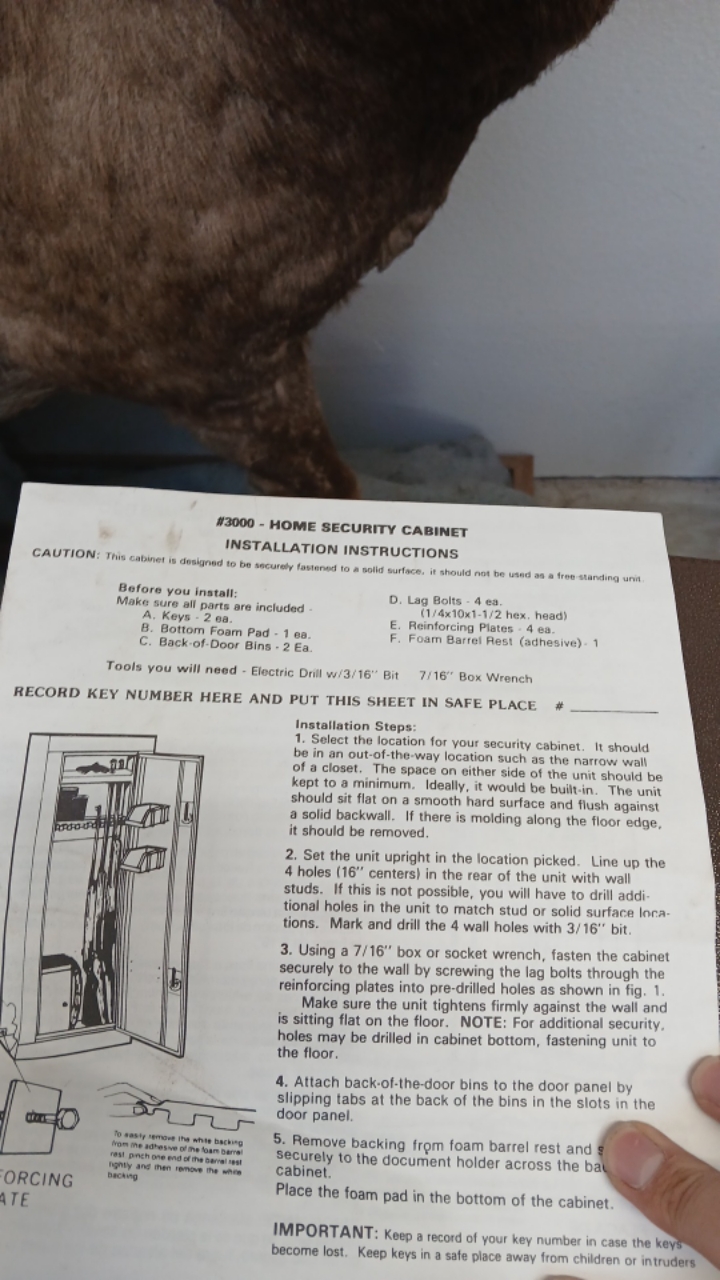 #3000 - HOME SECURITY CABINET
INSTALLATION INSTRUCTIONS
CAUTION: This cabinet is designed to be securely fastened to a solid surface, it should not be used as a free-standing unit.
Before you install:
Make sure all parts are included -
A. Keys - 2 ea.
B. Bottom Foam Pad - 1 ea.
C. Back-of-Door Bins - 2 Ea.
D. Lag Bolts - 4 ea.
(1/4x10x1-1/2 hex. head)
E. Reinforcing Plates - 4 ea.
F. Foam Barrel Rest (adhesive) - 1
Tools you will need - Electric Drill w/3/16" Bit 7/16" Box Wrench
RECORD KEY NUMBER HERE AND PUT THIS SHEET IN SAFE PLACE # ________
Installation Steps:
1. Select the location for your security cabinet. It should
be in an out-of-the-way location such as the narrow wall
of a closet. The space on either side of the unit should be
kept to a minimum. Ideally, it would be built-in. The unit
should sit flat on a smooth hard surface and flush against
a solid backwall. If there is molding along the floor edge,
it should be removed.
2. Set the unit upright in the location picked. Line up the
4 holes (16" centers) in the rear of the unit with wall
studs. If this is not possible, you will have to drill addi-
tional holes in the unit to match stud or solid surface loca-
tions. Mark and drill the 4 wall holes with 3/16" bit.
3. Using a 7/16" box or socket wrench, fasten the cabinet
securely to the wall by screwing the lag bolts through the
reinforcing plates into pre-drilled holes as shown in fig. 1.
Make sure the unit tightens firmly against the wall and
is sitting flat on the floor. NOTE: For additional security,
holes may be drilled in cabinet bottom, fastening unit to
the floor.
4. Attach back-of-the-door bins to the door panel by
slipping tabs at the back of the bins in the slots in the
door panel.
5. Remove backing from foam barrel rest and s
securely to the document holder across the ba
cabinet.
Place the foam pad in the bottom of the cabinet.
IMPORTANT: Keep a record of your key number in case the keys
become lost. Keep keys in a safe place away from children or intruders
To easily remove the white backing
from the adhesive of the foam barrel
rest, pinch one end of the barrel rest
tightly and then remove the white
backing
FORCING
ATE